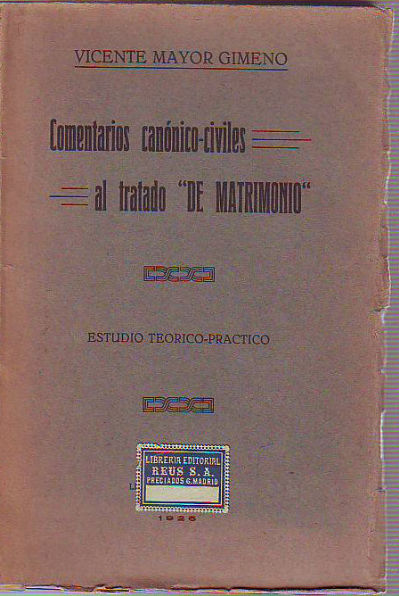 VICENTE MAYOR GIMENO
Comentarios canónico-civiles
al tratado "DE MATRIMONIO"
ESTUDIO TEORICO-PRACTICO
LIBRERIA EDITORIAL
REUS S. A.
PRECIADOS 6. MADRID
1926